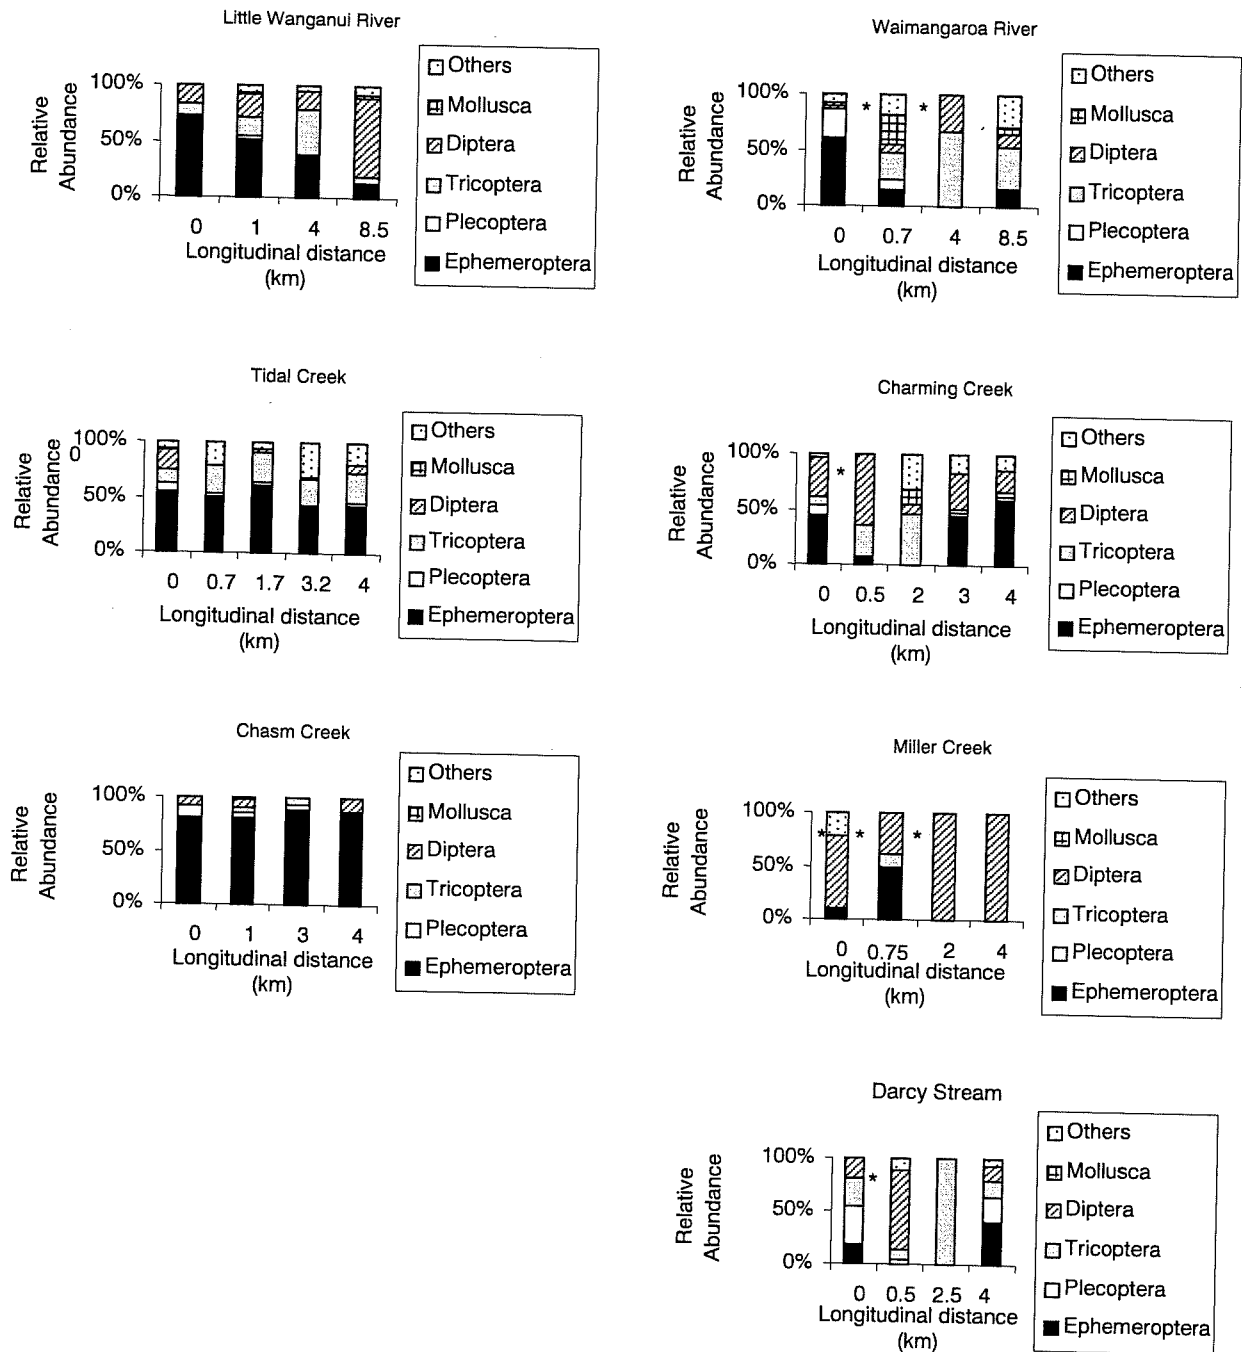 Little Wanganui River
Relative
Abundance
100%
50%
0%
0 1 4 8.5
Longitudinal distance
(km)
Others
Mollusca
Diptera
Tricoptera
Plecoptera
Ephemeroptera
Waimangaroa River
Relative
Abundance
100%
50%
0%
* *
0 0.7 4 8.5
Longitudinal distance
(km)
Others
Mollusca
Diptera
Tricoptera
Plecoptera
Ephemeroptera
Tidal Creek
Relative
Abundance
100%
0
50%
0%
0 0.7 1.7 3.2 4
Longitudinal distance
(km)
Others
Mollusca
Diptera
Tricoptera
Plecoptera
Ephemeroptera
Charming Creek
Relative
Abundance
100%
50%
0%
*
0 0.5 2 3 4
Longitudinal distance
(km)
Others
Mollusca
Diptera
Tricoptera
Plecoptera
Ephemeroptera
Chasm Creek
Relative
Abundance
100%
50%
0%
0 1 3 4
Longitudinal distance
(km)
Others
Mollusca
Diptera
Tricoptera
Plecoptera
Ephemeroptera
Miller Creek
Relative
Abundance
100%
50%
0%
* * *
0 0.75 2 4
Longitudinal distance
(km)
Others
Mollusca
Diptera
Tricoptera
Plecoptera
Ephemeroptera
Darcy Stream
Relative
Abundance
100%
50%
0%
*
0 0.5 2.5 4
Longitudinal distance
(km)
Others
Mollusca
Diptera
Tricoptera
Plecoptera
Ephemeroptera